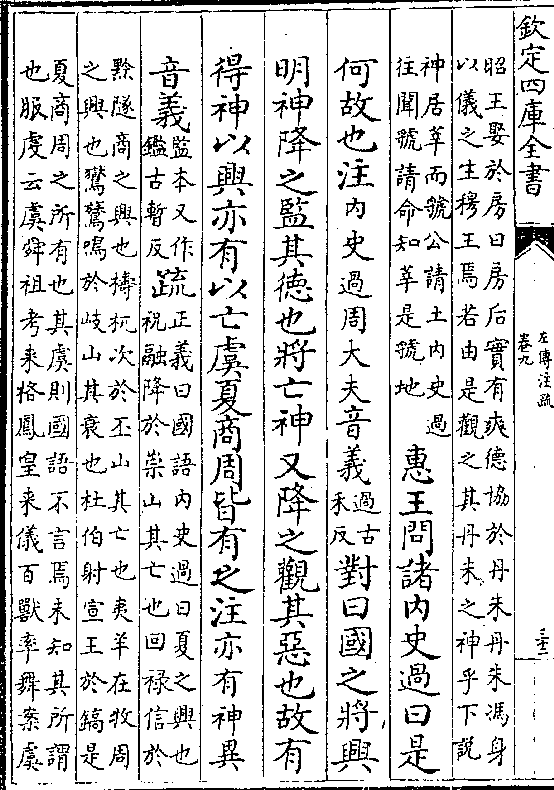 欽定四庫全書
左傳注疏
卷九
昭王娶於房曰房后實有爽德協於丹朱丹朱馮身
以儀之生穆王焉若由是觀之其丹朱之神乎下說
神居莘而虢公請土內史過
往聞虢請命知莘是虢地
惠王問諸內史過曰是
何故也注內史過周大夫音義過古
禾反
對曰國之將興
明神降之監其德也將亡神又降之觀其惡也故有
得神以興亦有以亡虞夏商周皆有之注亦有神異
音義監本又作
鑑古暫反
疏正義曰國語內史過曰夏之興也
祝融降於崇山其亡也回祿信於
黔隧商之興也檮杌次於丕山其亡也夷羊在牧周
之興也鸑鷟鳴於岐山其衰也杜伯射宣王於鎬是
夏商周之所有也其虞則國語不言焉未知其所謂
也服虔云虞舜祖考来格鳳皇来儀百獸率舞案虞